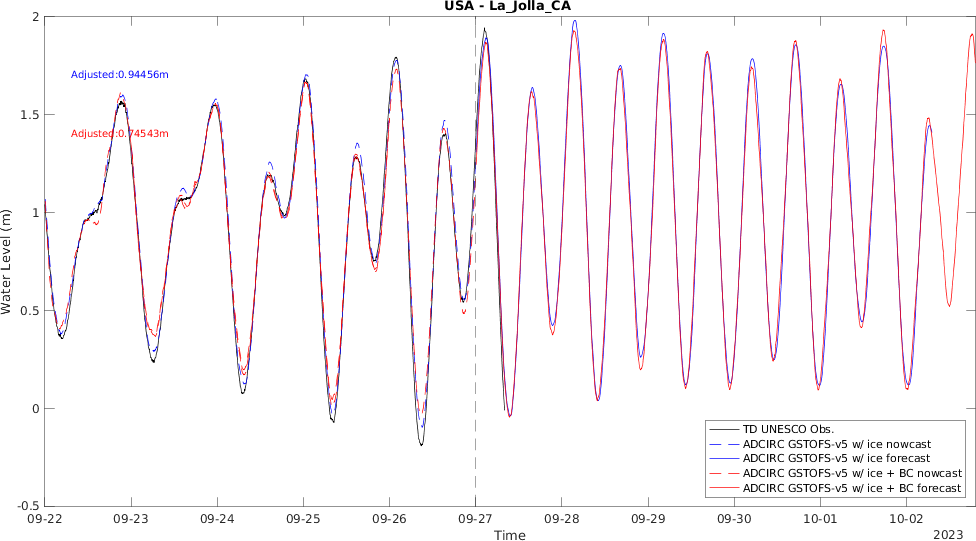 USA - La_Jolla_CA
2
1.5
1
0.5
0
-0.5
Water Level (m)
Adjusted:0.94456m
Adjusted:0.74543m
TD UNESCO Obs.
ADCIRC GSTOFS-v5 w/ ice nowcast
ADCIRC GSTOFS-v5 w/ ice forecast
ADCIRC GSTOFS-v5 w/ ice + BC nowcast
ADCIRC GSTOFS-v5 w/ ice + BC forecast
09-22 09-23 09-24 09-25 09-26 09-27 09-28 09-29 09-30 10-01 10-02
Time
2023